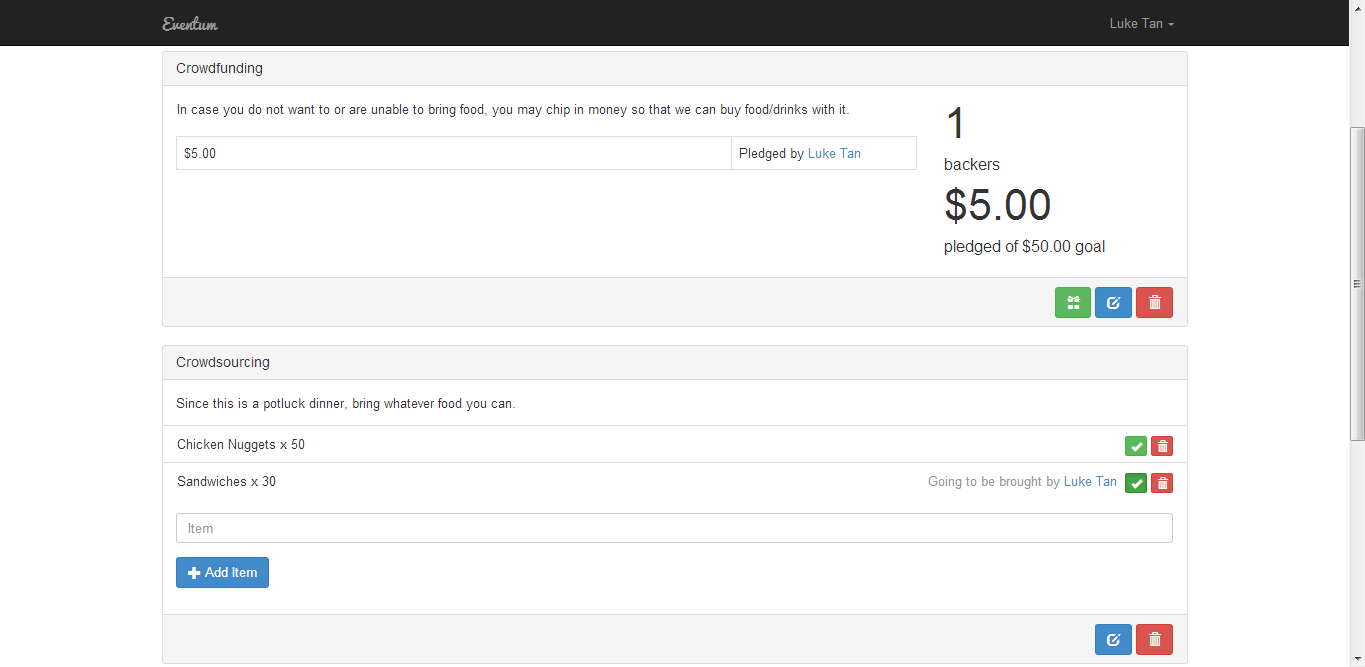 Eventum
Luke Tan
Crowdfunding
In case you do not want to or are unable to bring food, you may chip in money so that we can buy food/drinks with it.
$5.00
Pledged by Luke Tan
1
backers
$5.00
pledged of $50.00 goal
Crowdsourcing
Since this is a potluck dinner, bring whatever food you can.
Chicken Nuggets x 50
Sandwiches x 30
Going to be brought by Luke Tan
Item
Add Item